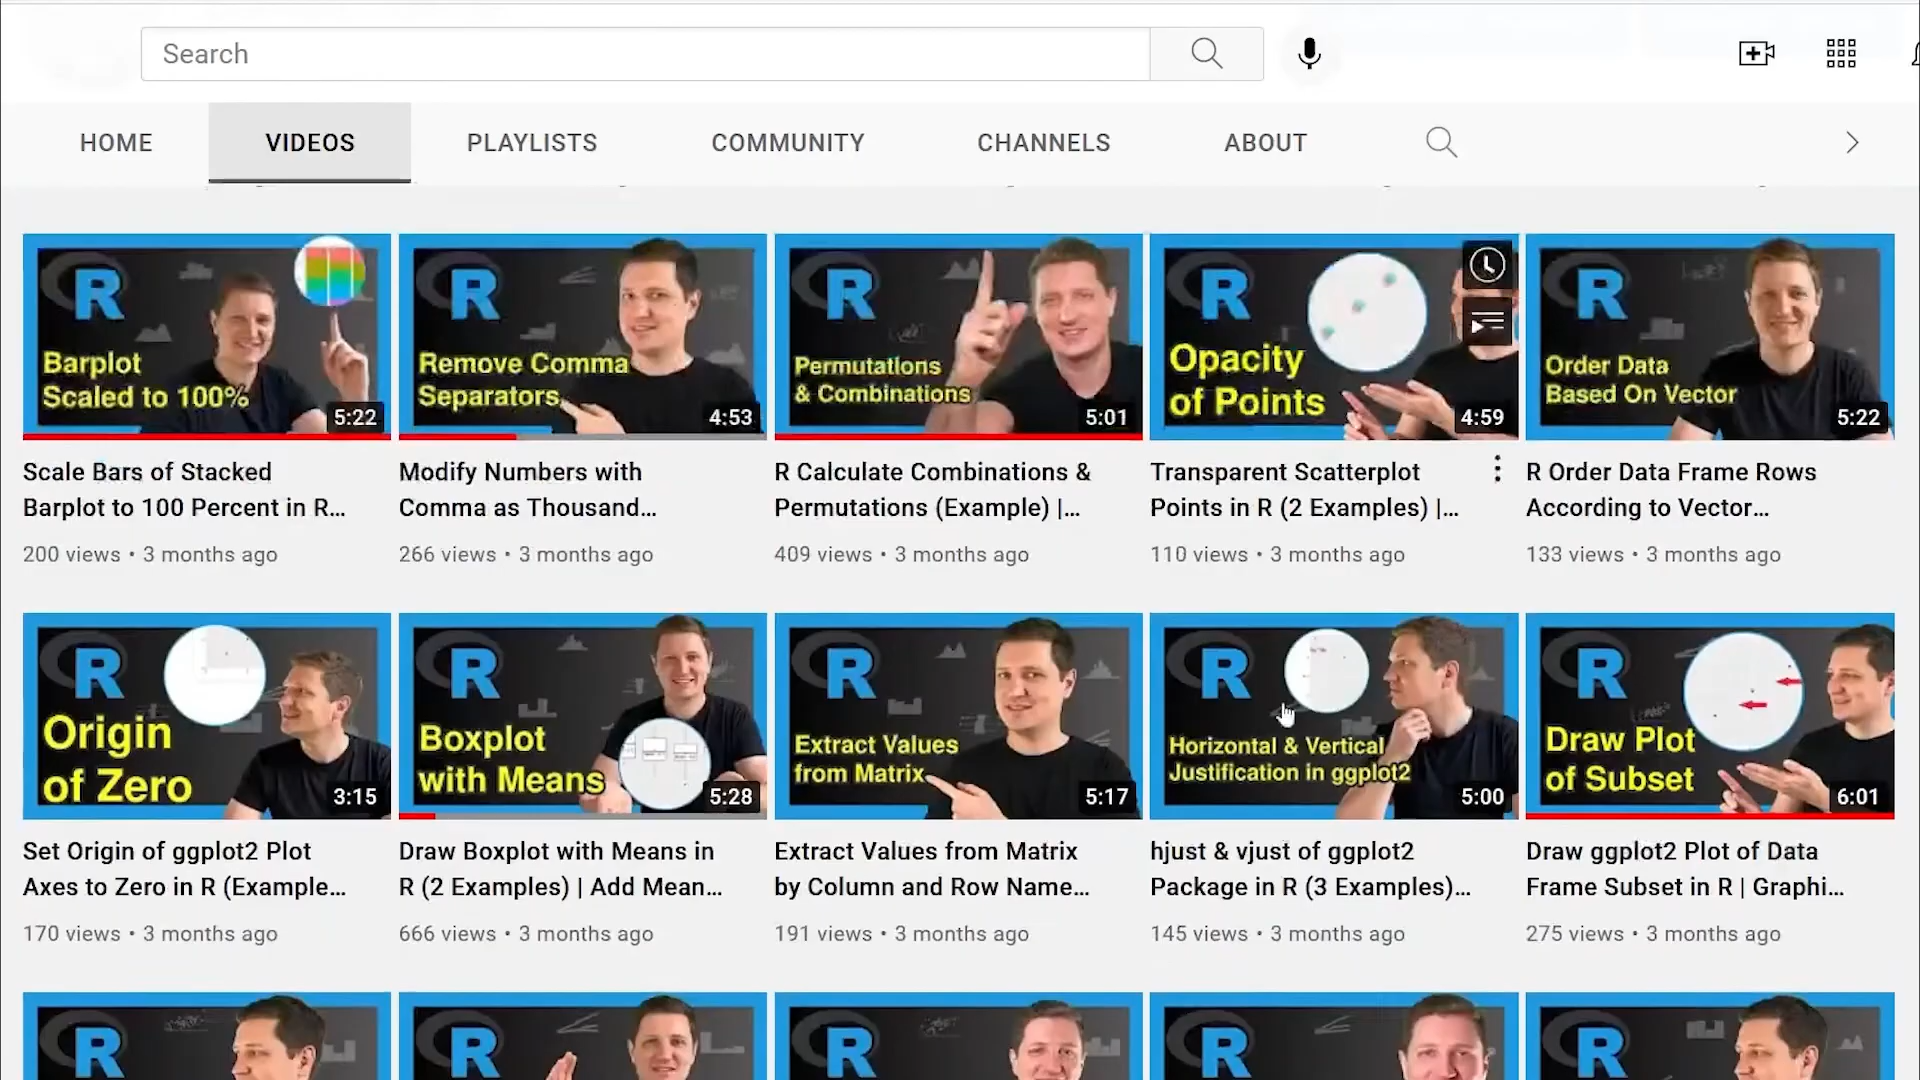 Search
HOME
VIDEOS
PLAYLISTS
COMMUNITY
CHANNELS
ABOUT
R
Barplot
Scaled to 100%
5:22
R
Remove Comma
Separators
4:53
R
Permutations
& Combinations
5:01
R
Opacity
of Points
4:59
R
Order Data
Based On Vector
5:22
Scale Bars of Stacked
Barplot to 100 Percent in R...
200 views • 3 months ago
Modify Numbers with
Comma as Thousand...
266 views • 3 months ago
R Calculate Combinations &
Permutations (Example) |...
409 views • 3 months ago
Transparent Scatterplot
Points in R (2 Examples) |...
110 views • 3 months ago
R Order Data Frame Rows
According to Vector...
133 views • 3 months ago
R
Origin
of Zero
3:15
R
Boxplot
with Means
5:28
R
Extract Values
from Matrix
5:17
R
Horizontal & Vertical
Justification in ggplot2
5:00
R
Draw Plot
of Subset
6:01
Set Origin of ggplot2 Plot
Axes to Zero in R (Example...
170 views • 3 months ago
Draw Boxplot with Means in
R (2 Examples) | Add Mean...
666 views • 3 months ago
Extract Values from Matrix
by Column and Row Name...
191 views • 3 months ago
hjust & vjust of ggplot2
Package in R (3 Examples)...
145 views • 3 months ago
Draw ggplot2 Plot of Data
Frame Subset in R | Graphi...
275 views • 3 months ago
R
R
R
R
R